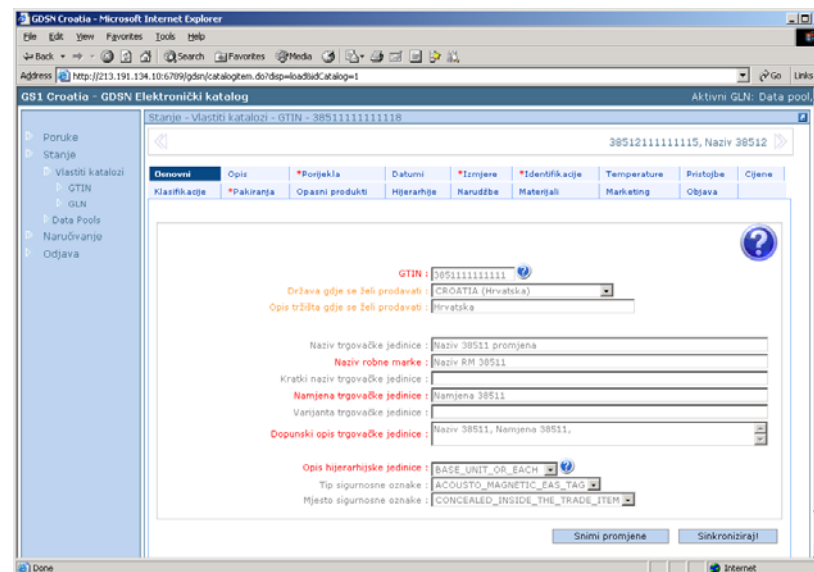 GDSN Croatia - Microsoft Internet Explorer
File Edit View Favorites Tools Help
Back Search Favorites Media
Address http://213.191.134.10:6789/gdsn/catalogitem.do?disp=load&idCatalog=1 Go Links
GS1 Croatia - GDSN Elektronički katalog Aktivni GLN: Data pool,
Stanje - Vlastiti katalozi - GTIN - 38511111111118
Poruke
Stanje
Vlastiti katalozi
GTIN
GLN
Data Pools
Naručivanje
Odjava
38512111111115, Naziv 38512
Osnovni Opis *Porijekla Datumi *Izmjere *Identifikacije Temperature Pristojbe Cijene
Klasifikacije *Pakiranja Opasni produkti Hijerarhije Narudžbe Materijali Marketing Objava
GTIN :
Država gdje se želi prodavati : CROATIA (Hrvatska)
Opis tržišta gdje se želi prodavati : Hrvatska
Naziv trgovačke jedinice : Naziv 38511 promjena
Naziv robne marke : Naziv RM 38511
Kratki naziv trgovačke jedinice :
Namjena trgovačke jedinice : Namjena 38511
Varijanta trgovačke jedinice :
Dopunski opis trgovačke jedinice : Naziv 38511, Namjena 38511,
Opis hijerarhijske jedinice : BASE_UNIT_OR_EACH
Tip sigurnosne oznake : ACOUSTO_MAGNETIC_EAS_TAG
Mjesto sigurnosne oznake : CONCEALED_INSIDE_THE_TRADE_ITEM
Snimi promjene Sinkroniziraj!
Done Internet